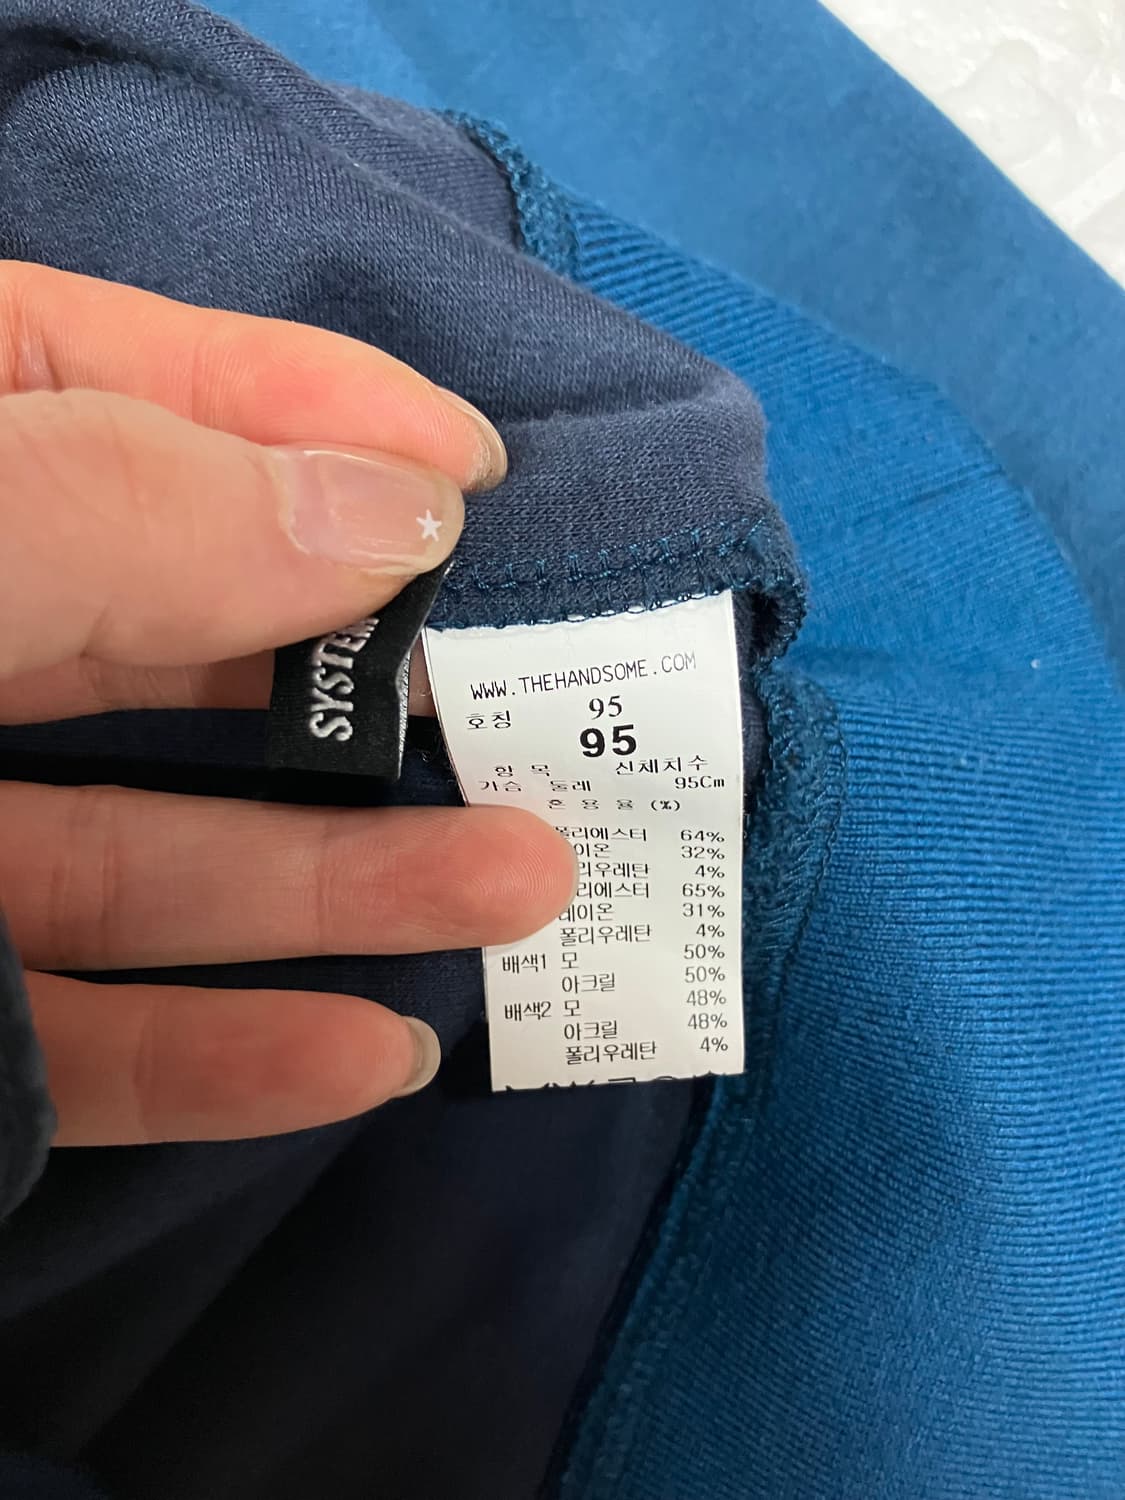 SYSTEM
WWW.THEHANDSOME.COM
호칭 95
95
항 목 신체치수
가슴 둘레 95Cm
혼 용 율 (%)
폴리에스터 64%
이온 32%
리우레탄 4%
리에스터 65%
레이온 31%
폴리우레탄 4%
배색1 모 50%
아크릴 50%
배색2 모 48%
아크릴 48%
폴리우레탄 4%